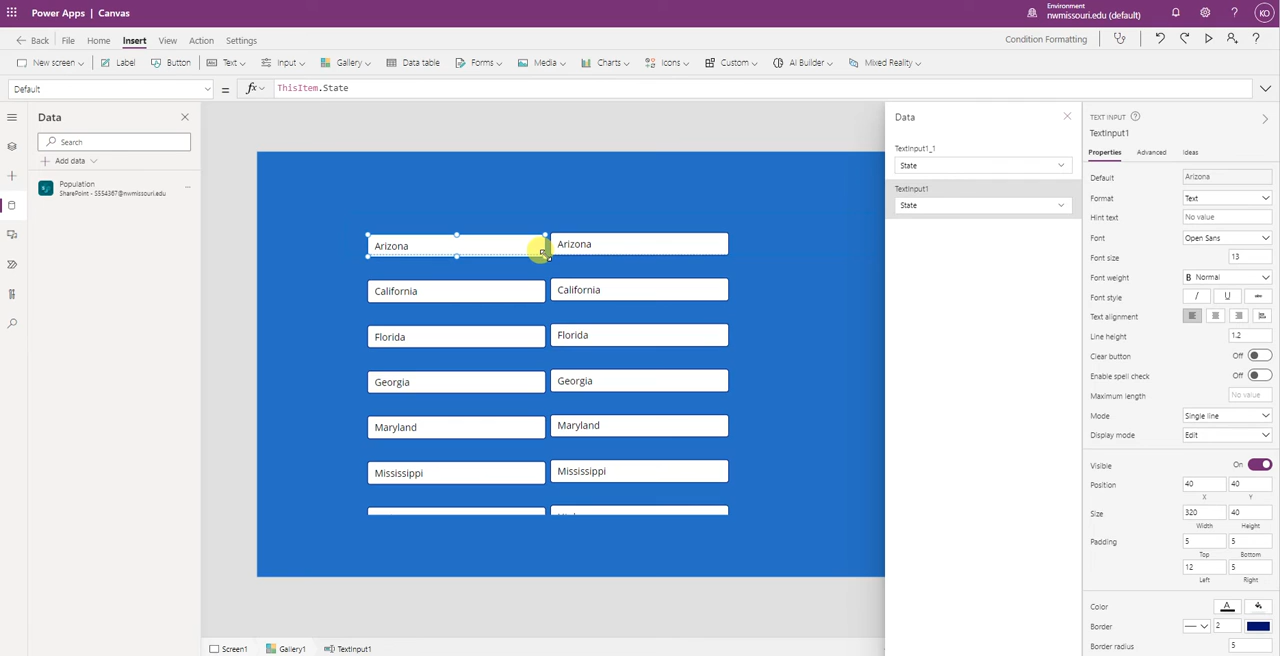 Power Apps | Canvas
Environment
nwmissouri.edu (default)
KO
Back File Home Insert View Action Settings
Condition Formatting
New screen Label Button Text Input Gallery Data table Forms Media Charts Icons Custom AI Builder Mixed Reality
Default = fx ThisItem.State
Data
Search
Add data
Population
SharePoint - S554367@nwmissouri.edu
Arizona Arizona
California California
Florida Florida
Georgia Georgia
Maryland Maryland
Mississippi Mississippi
Data
TextInput1_1
State
TextInput1
State
TEXT INPUT
TextInput1
Properties Advanced Ideas
Default Arizona
Format Text
Hint text No value
Font Open Sans
Font size 13
Font weight B Normal
Font style / U abc
Text alignment
Line height 1.2
Clear button Off
Enable spell check Off
Maximum length No value
Mode Single line
Display mode Edit
Visible On
Position 40 40
X Y
Size 320 40
Width Height
Padding 5 5
Top Bottom
12 5
Left Right
Color A
Border 2
Border radius 5
Screen1 Gallery1 TextInput1